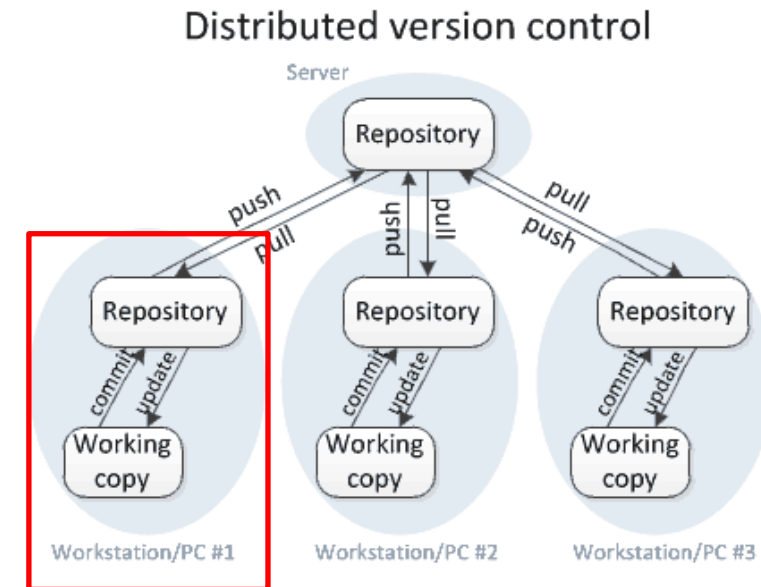 Distributed version control
Server
Repository
push
pull
push
pull
pull
push
Repository
commit
update
Working
copy
Workstation/PC #1
Repository
commit
update
Working
copy
Workstation/PC #2
Repository
commit
update
Working
copy
Workstation/PC #3